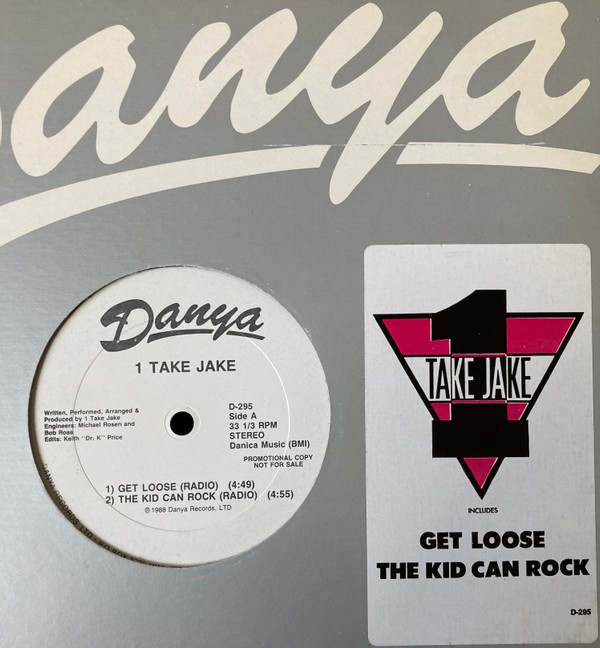 Danya
Danya
1 TAKE JAKE
Written, Performed, Arranged &
Produced by 1 Take Jake
Engineers: Michael Rosen and
Bob Ross
Edits: Keith "Dr. K" Price
D-295
Side A
33 1/3 RPM
STEREO
Danica Music (BMI)
PROMOTIONAL COPY
NOT FOR SALE
1) GET LOOSE (RADIO) (4:49)
2) THE KID CAN ROCK (RADIO) (4:55)
℗ 1988 Danya Records, LTD
1
TAKE JAKE
INCLUDES
GET LOOSE
THE KID CAN ROCK
D-295